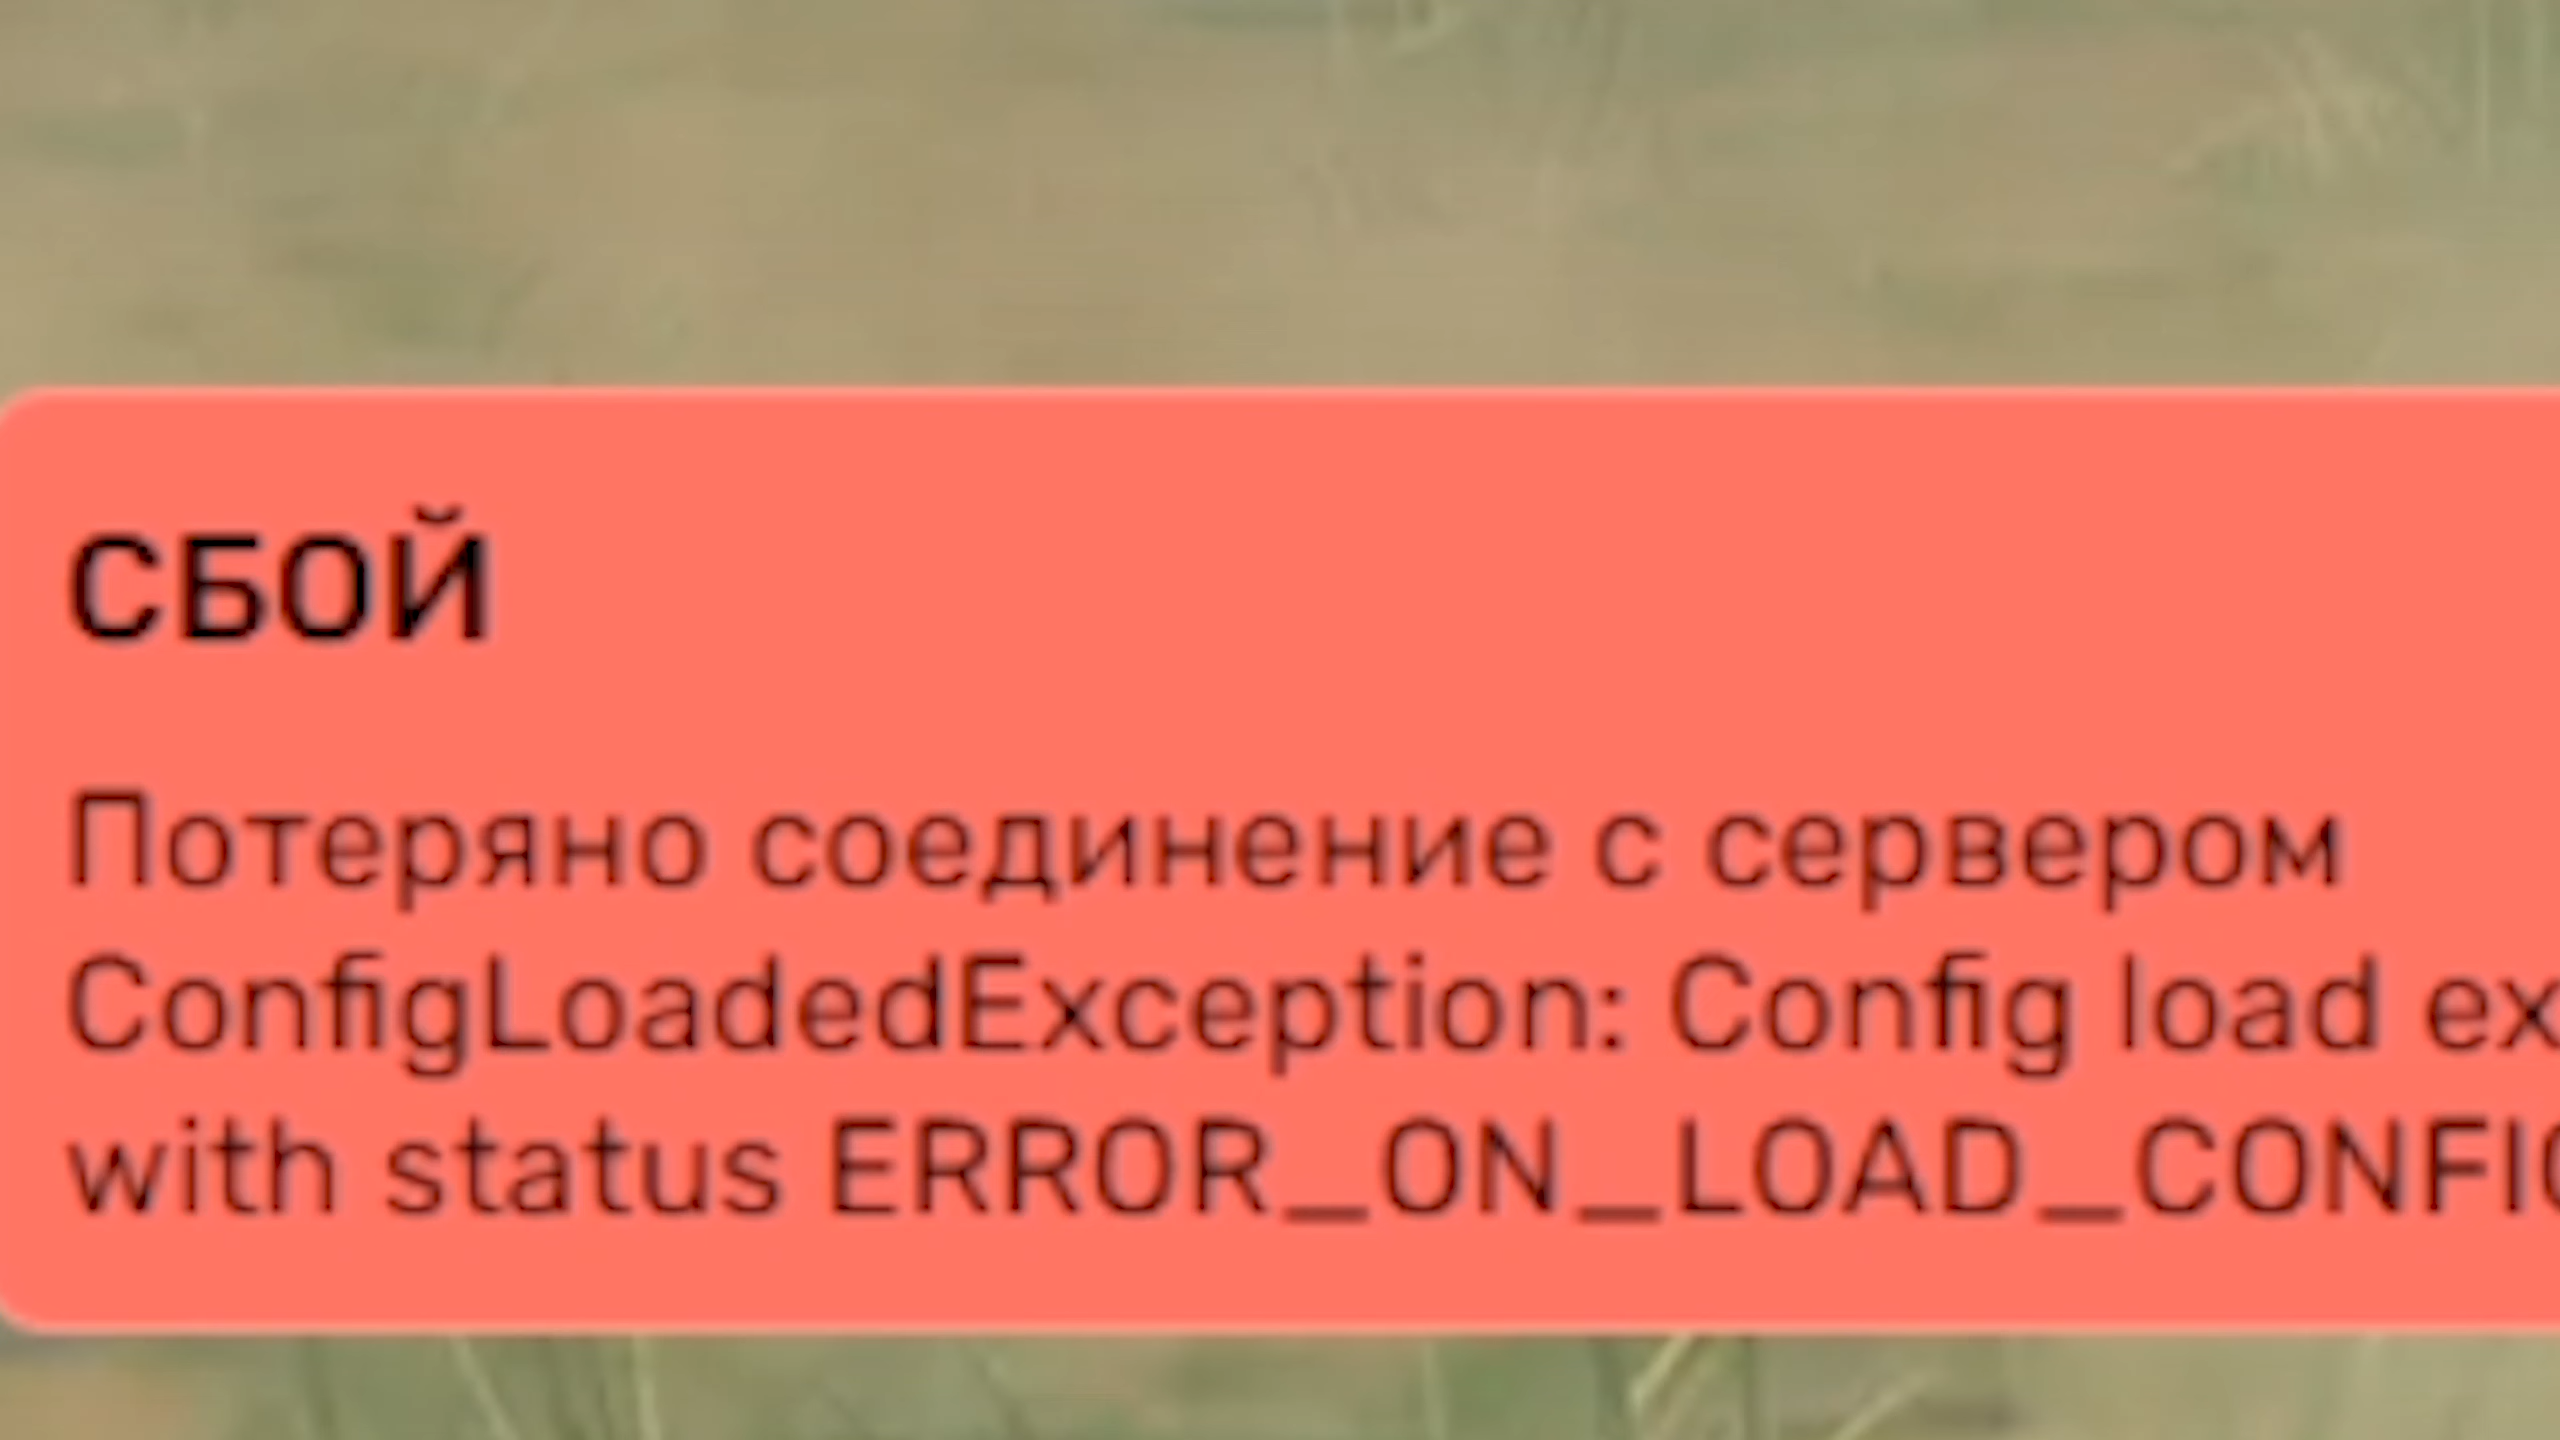 СБОЙ
Потеряно соединение с сервером
ConfigLoadedException: Config load
with status